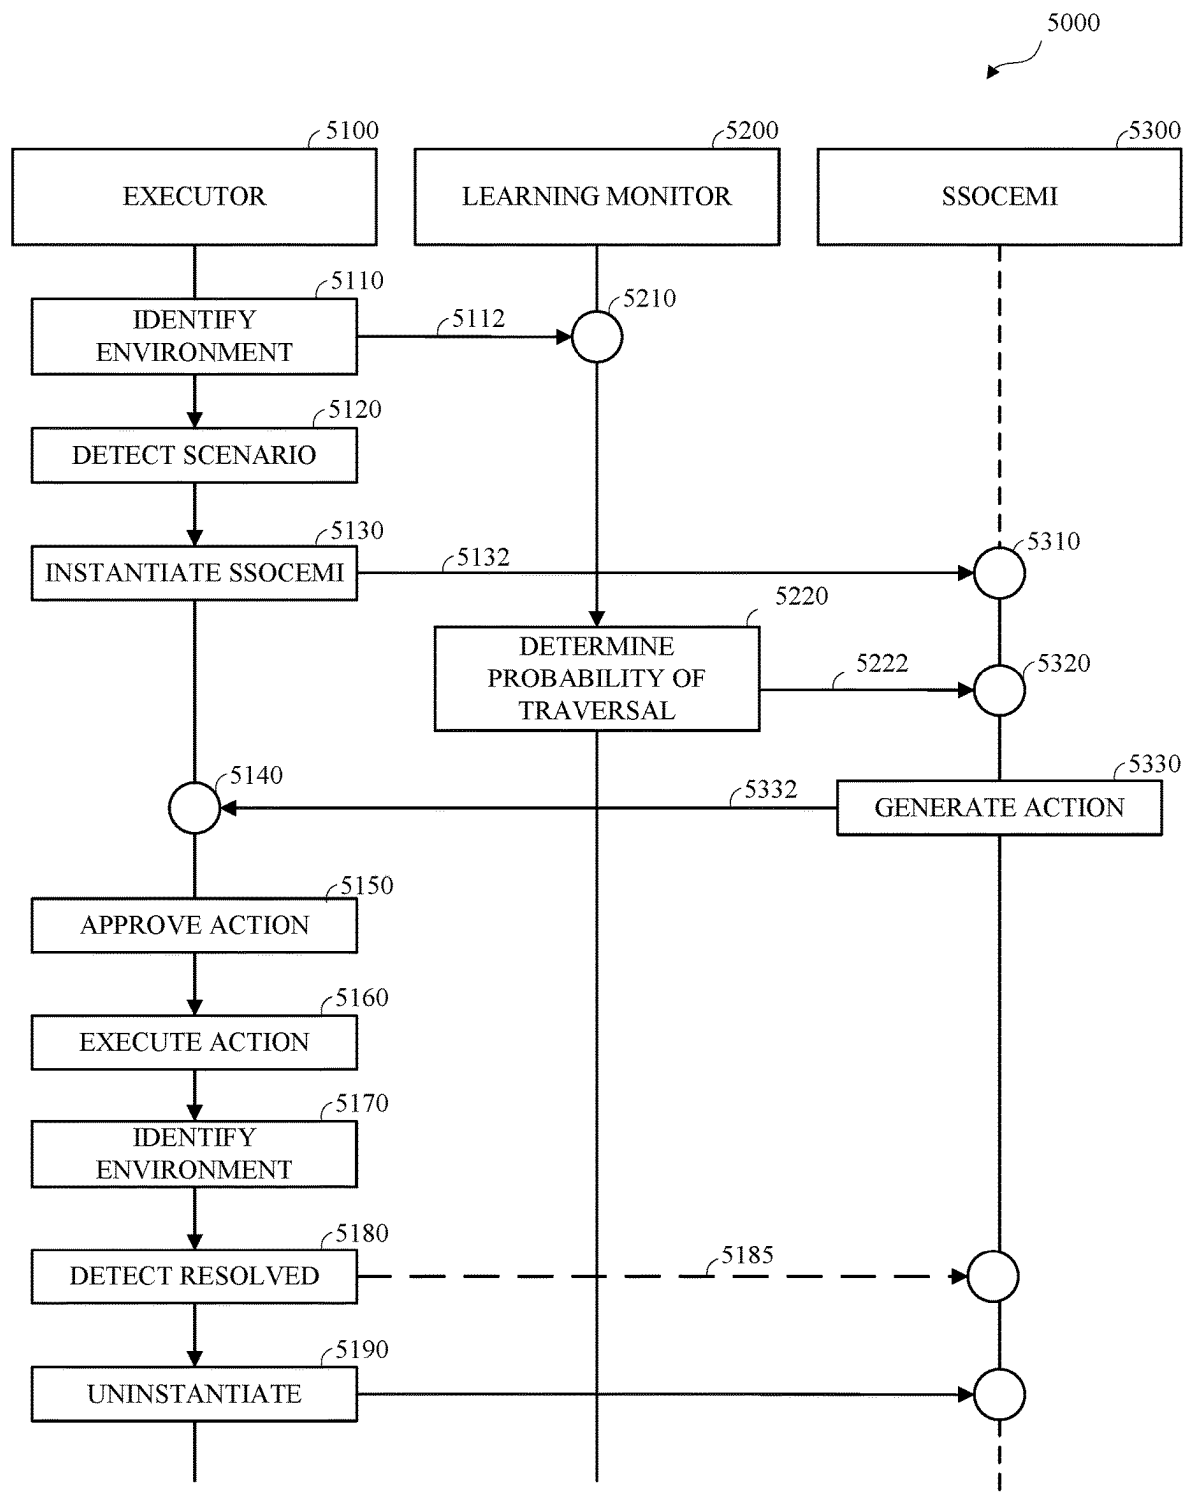 5000
5100
5200
5300
EXECUTOR
LEARNING MONITOR
SSOCEMI
5110
5210
IDENTIFY
ENVIRONMENT
5112
5120
DETECT SCENARIO
5130
INSTANTIATE SSOCEMI
5132
5310
5220
DETERMINE
PROBABILITY OF
TRAVERSAL
5222
5320
5140
5332
5330
GENERATE ACTION
5150
APPROVE ACTION
5160
EXECUTE ACTION
5170
IDENTIFY
ENVIRONMENT
5180
DETECT RESOLVED
5185
5190
UNINSTANTIATE